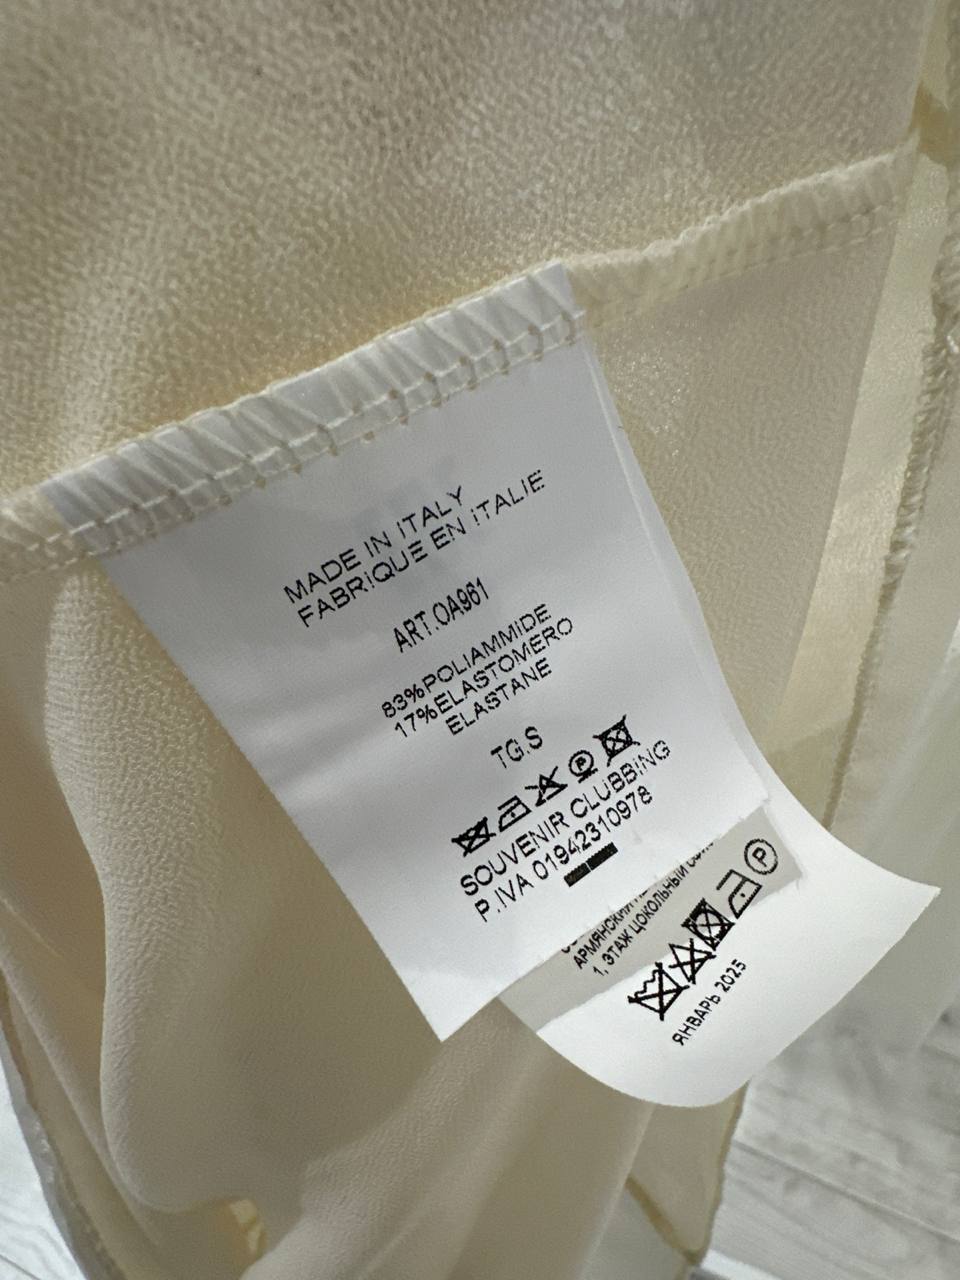 MADE IN ITALY
FABRIQUE EN ITALIE
ART.OA961
83%POLIAMMIDE
17%ELASTOMERO
ELASTANE
TG.S
P
SOUVENIR CLUBBING
P.IVA 01942310978
АРМЯНСКИЙ
1, ЭТАЖ ЦОКОЛЬНЫЙ
P
ЯНВАРЬ 2025